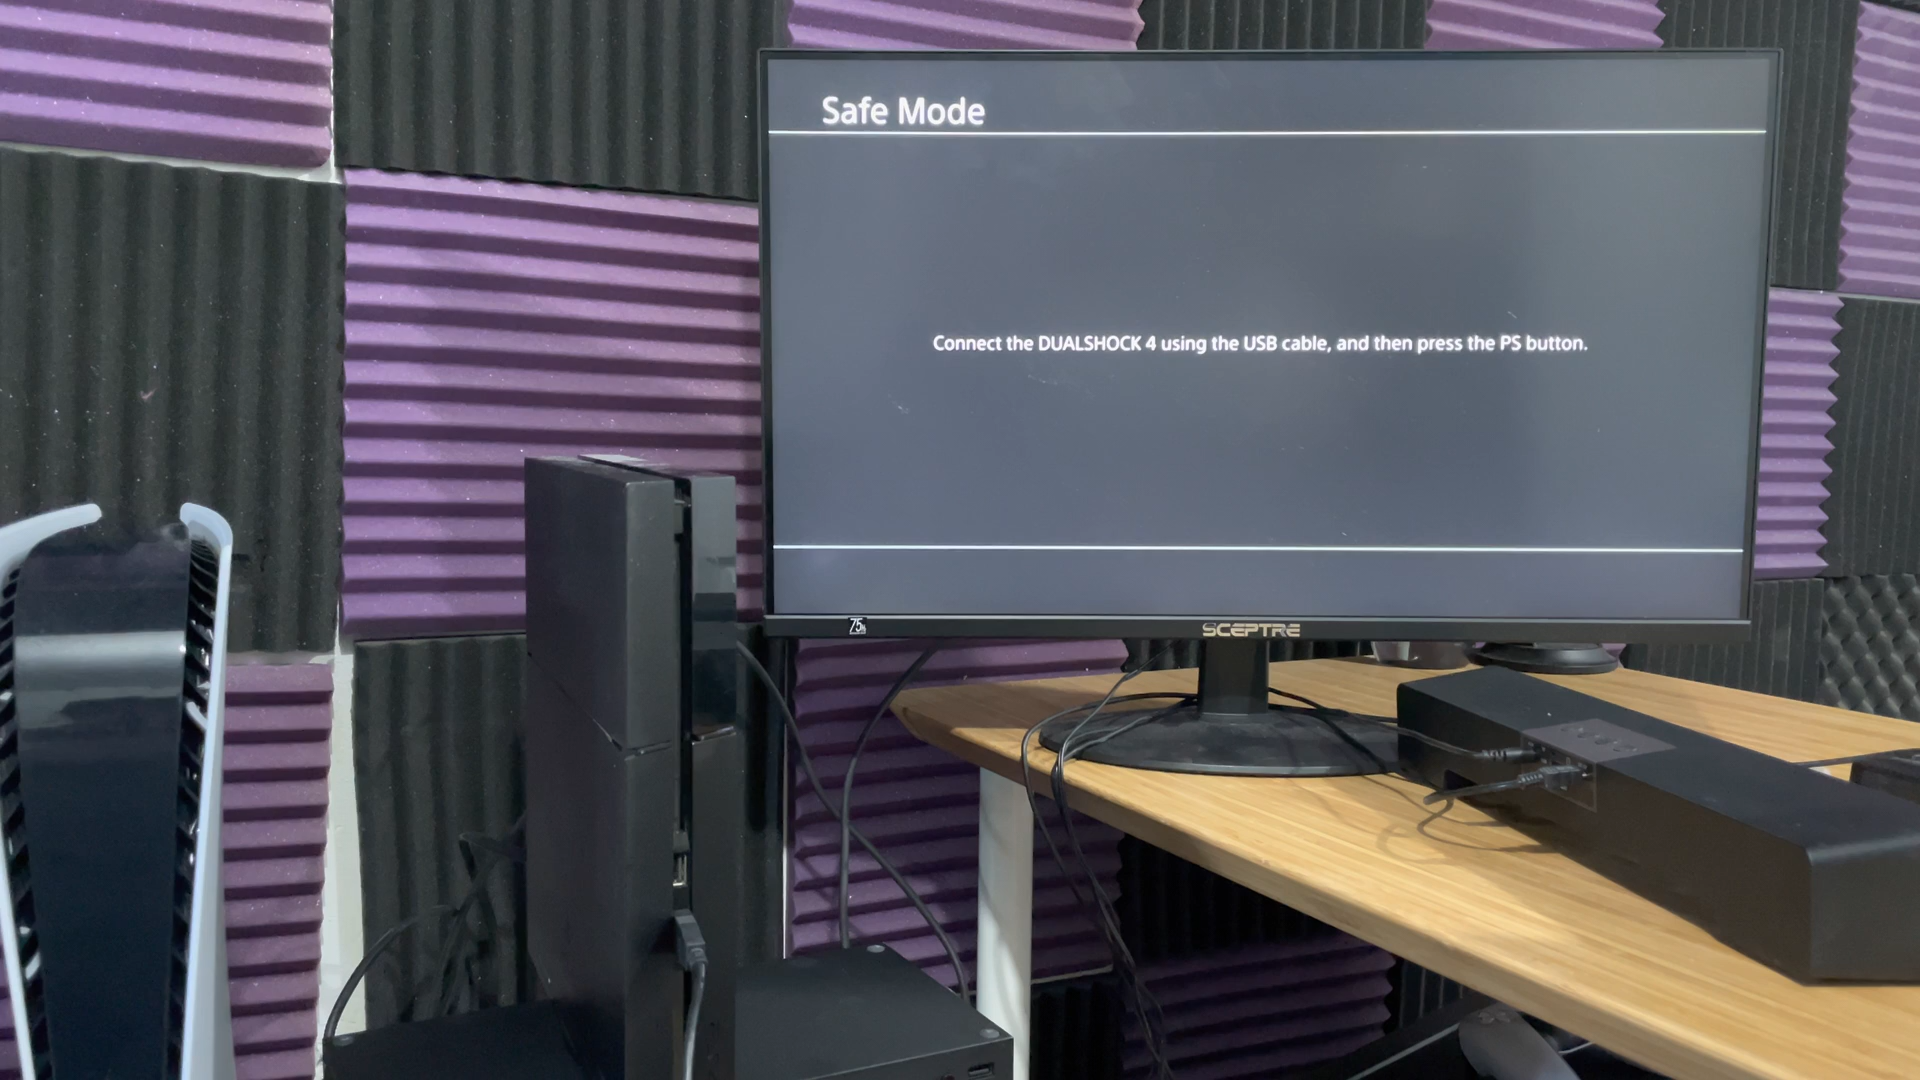 Safe Mode
Connect the DUALSHOCK 4 using the USB cable, and then press the PS button.
75
SCEPTRE